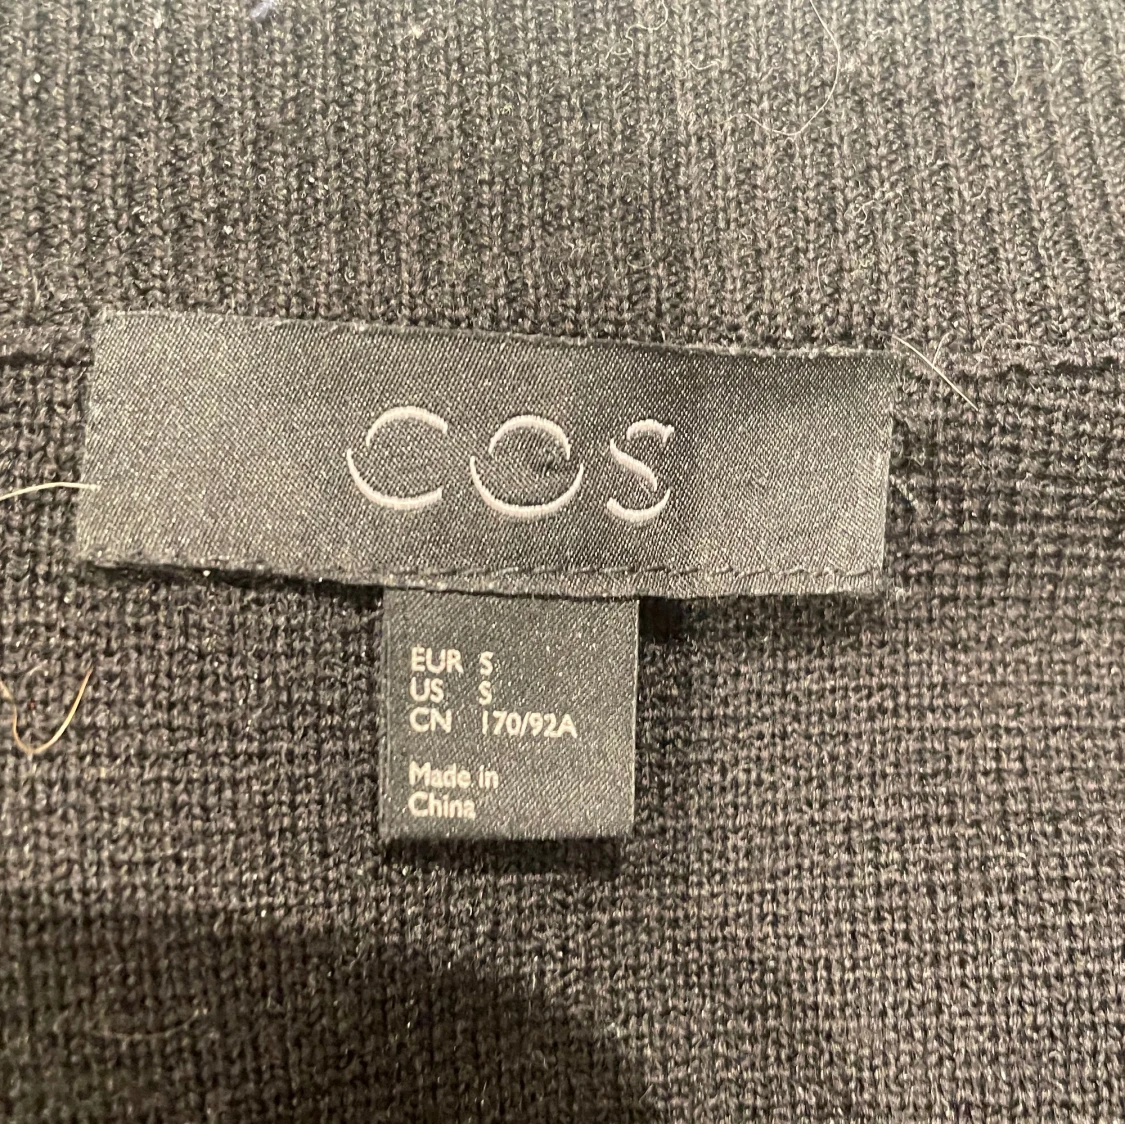 COS
EUR S
US S
CN 170/92A
Made in
China